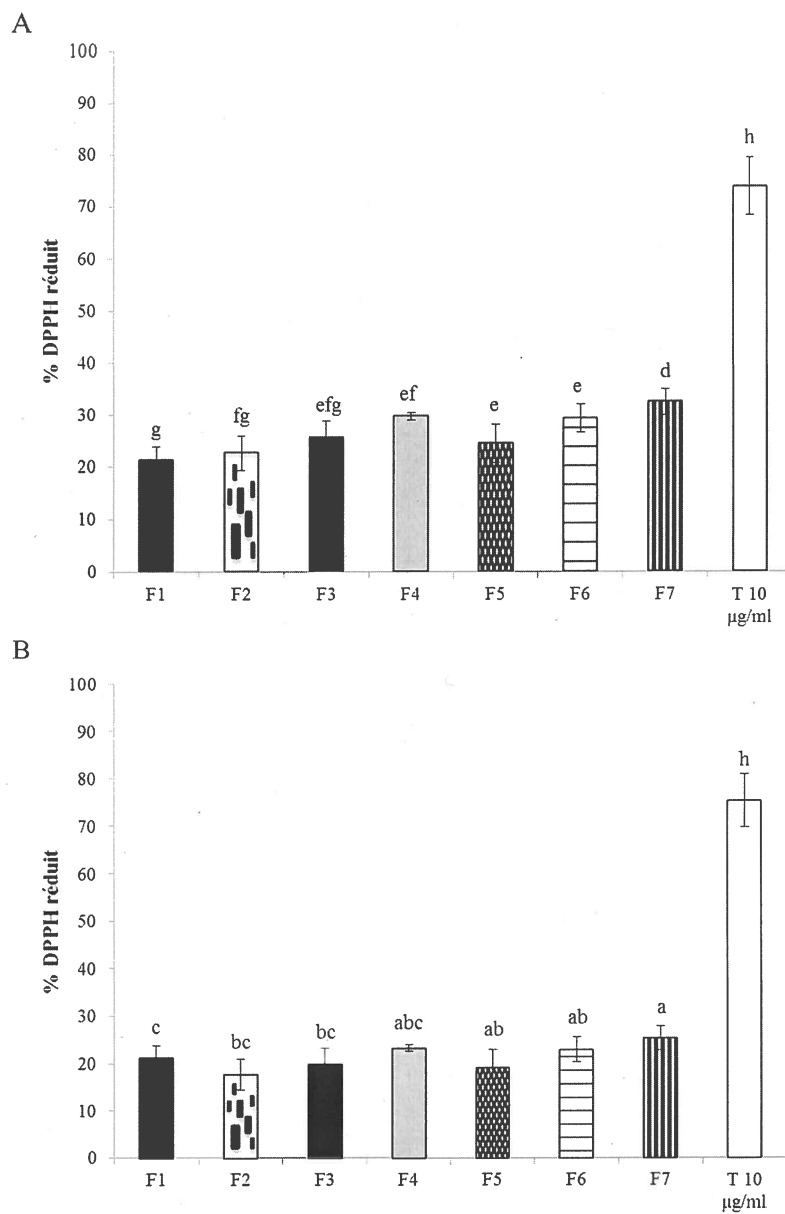 A
100
90
80
70
60
50
40
30
20
10
0
% DPPH réduit
g
fg
efg
ef
e
e
d
h
F1 F2 F3 F4 F5 F6 F7 T 10
µg/ml
B
100
90
80
70
60
50
40
30
20
10
0
% DPPH réduit
c
bc
bc
abc
ab
ab
a
h
F1 F2 F3 F4 F5 F6 F7 T 10
µg/ml